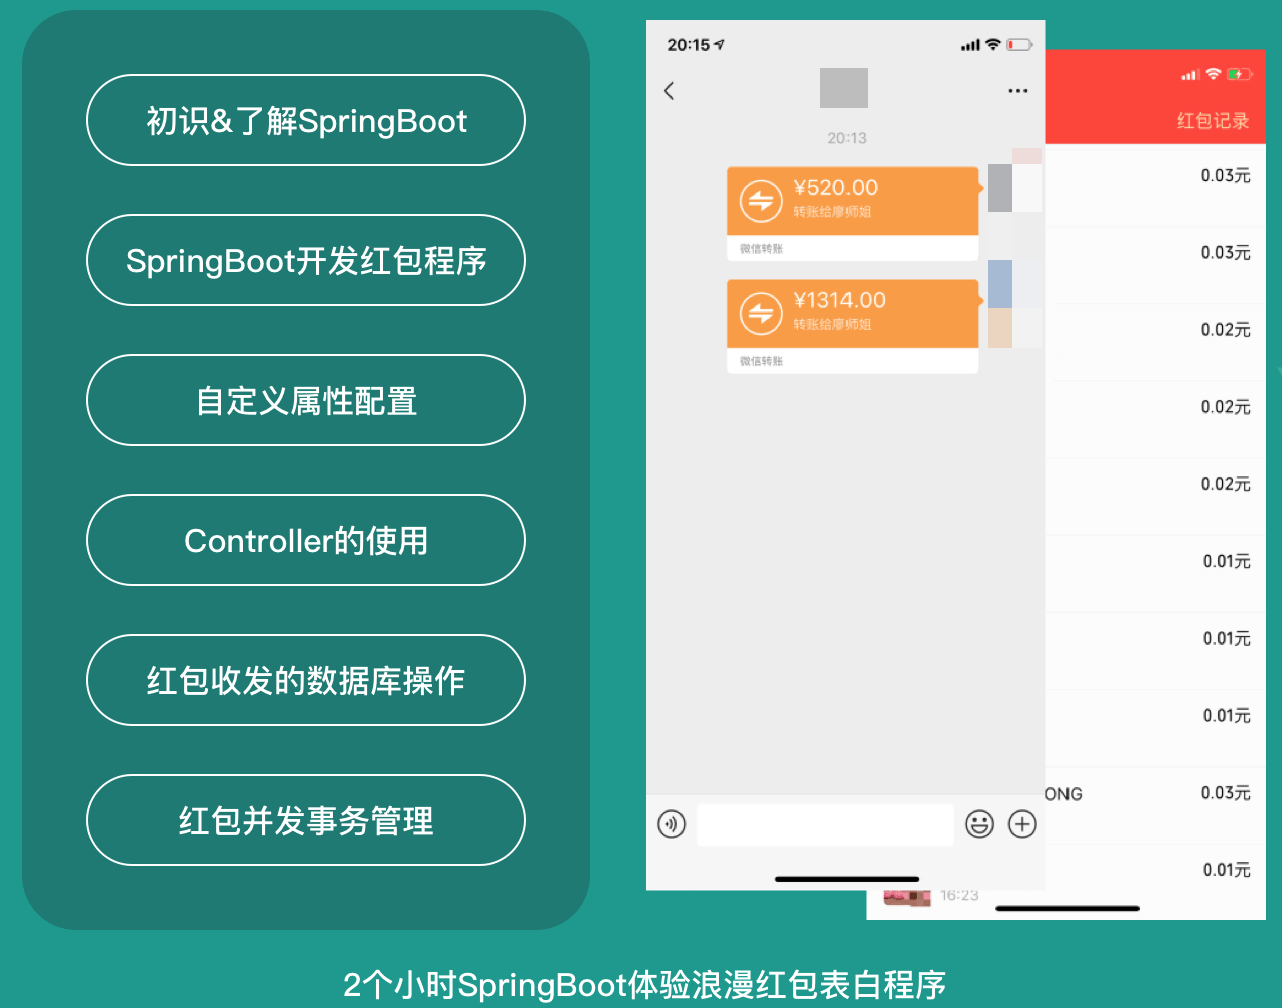 初识&了解SpringBoot
SpringBoot开发红包程序
自定义属性配置
Controller的使用
红包收发的数据库操作
红包并发事务管理
20:15
20:13
¥520.00
转账给廖师姐
微信转账
¥1314.00
转账给廖师姐
微信转账
红包记录
0.03元
0.03元
0.02元
0.02元
0.02元
0.01元
0.01元
0.01元
ONG 0.03元
0.01元
16:23
2个小时SpringBoot体验浪漫红包表白程序